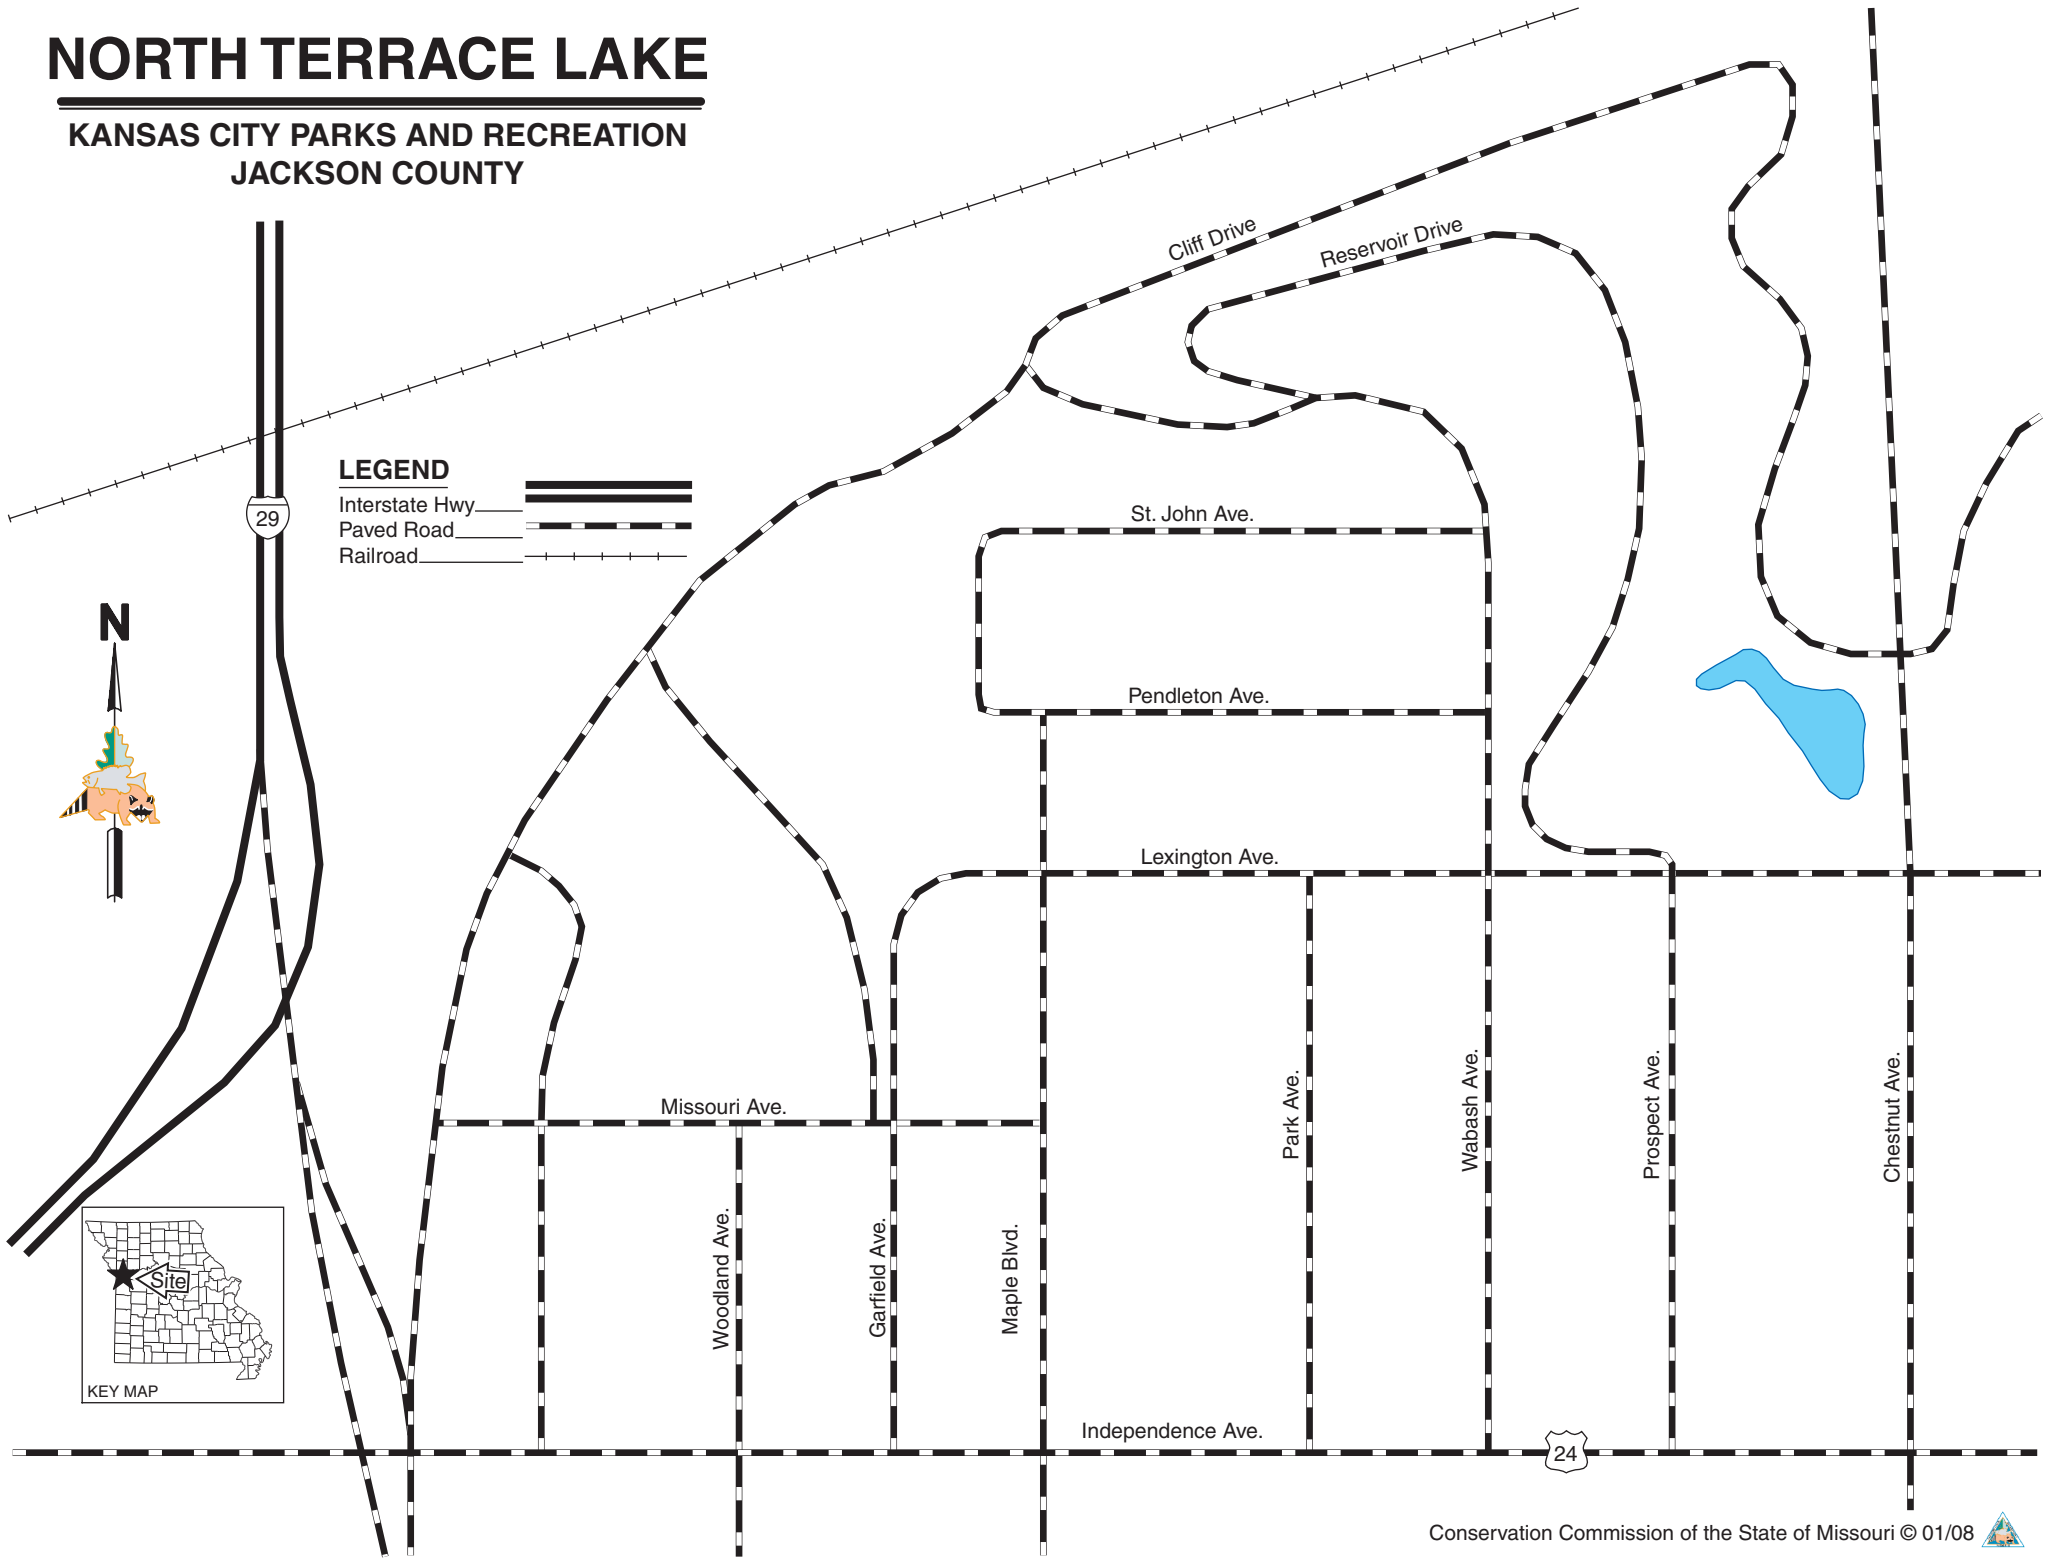 NORTH TERRACE LAKE
KANSAS CITY PARKS AND RECREATION
JACKSON COUNTY
Cliff Drive
Reservoir Drive
LEGEND
Interstate Hwy
Paved Road
Railroad
29
St. John Ave.
N
Pendleton Ave.
Lexington Ave.
Missouri Ave.
Park Ave.
Wabash Ave.
Prospect Ave.
Chestnut Ave.
Woodland Ave.
Garfield Ave.
Maple Blvd.
Site
KEY MAP
Independence Ave.
24
Conservation Commission of the State of Missouri © 01/08